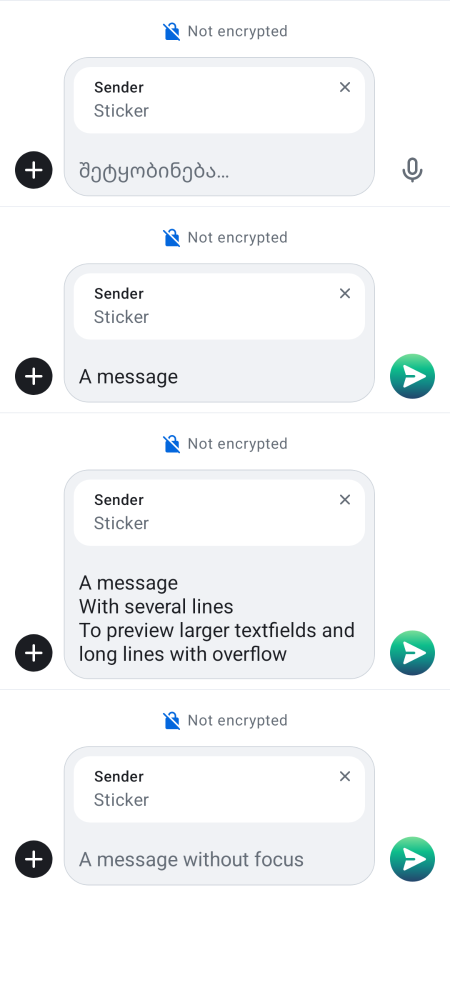 Not encrypted
Sender
Sticker
შეტყობინება...
Not encrypted
Sender
Sticker
A message
Not encrypted
Sender
Sticker
A message
With several lines
To preview larger textfields and
long lines with overflow
Not encrypted
Sender
Sticker
A message without focus